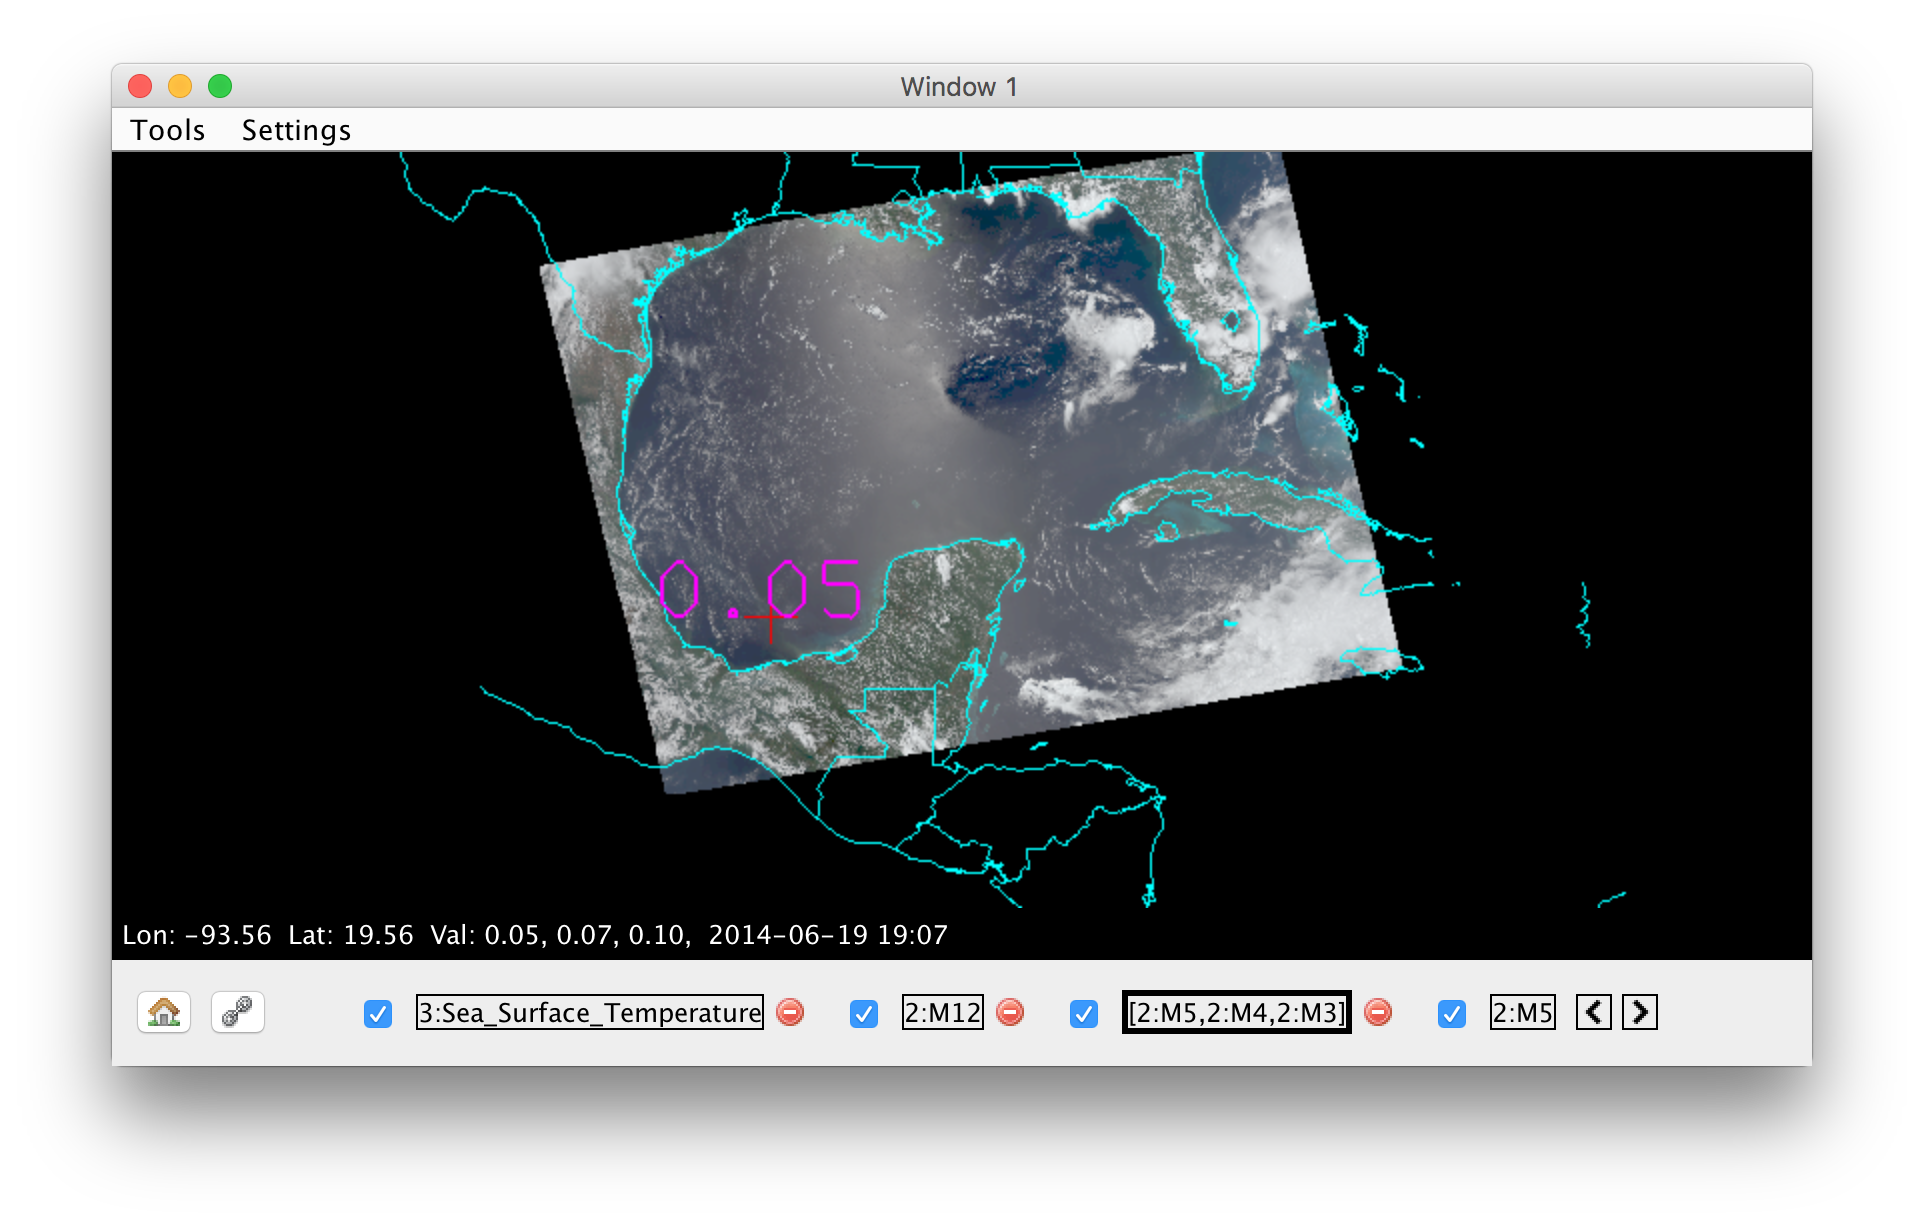 Window 1
Tools Settings
0.05
Lon: -93.56 Lat: 19.56 Val: 0.05, 0.07, 0.10, 2014-06-19 19:07
3:Sea_Surface_Temperature 2:M12 [2:M5,2:M4,2:M3] 2:M5 < >